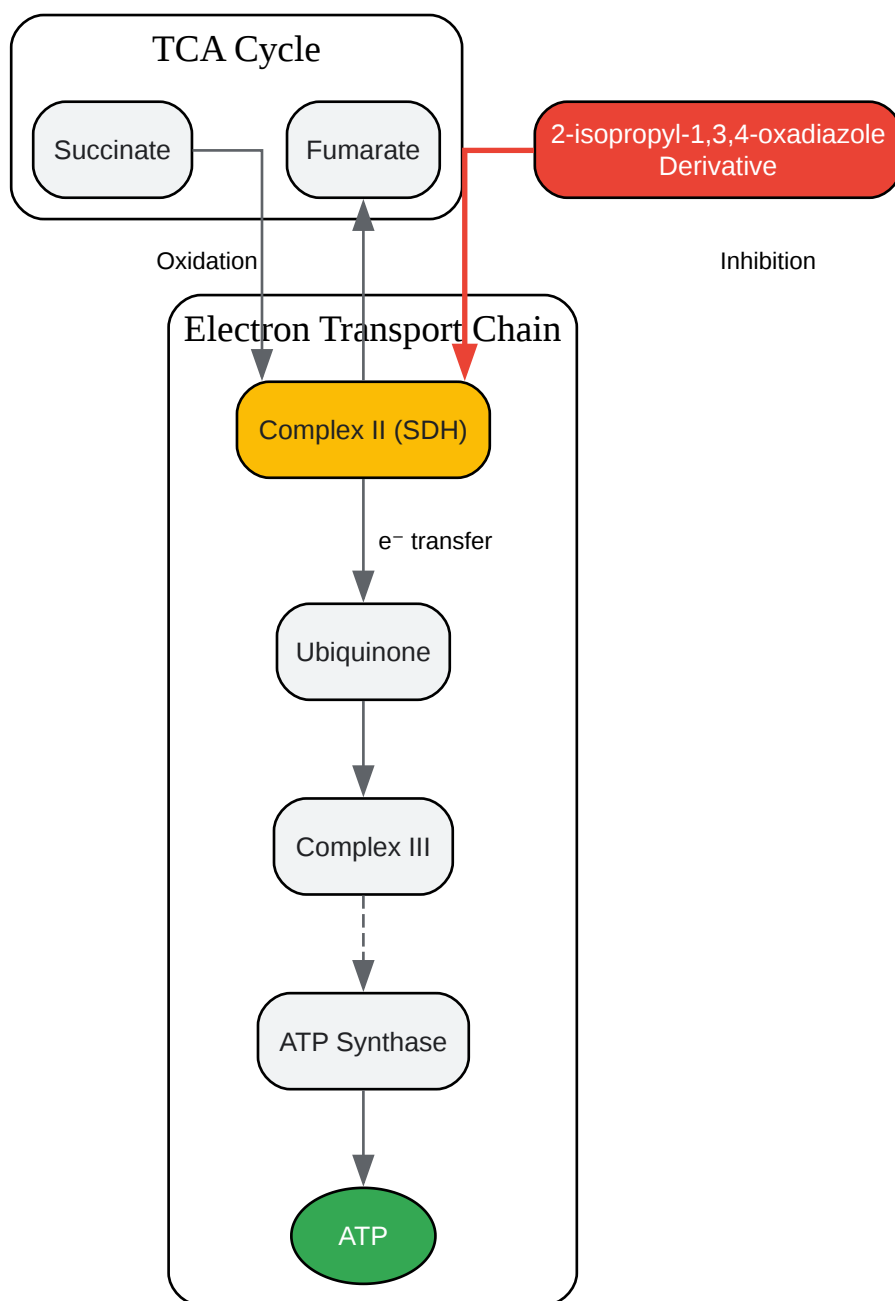 TCA Cycle
Succinate
Fumarate
2-isopropyl-1,3,4-oxadiazole
Derivative
Oxidation
Inhibition
Electron Transport Chain
Complex II (SDH)
e⁻ transfer
Ubiquinone
Complex III
ATP Synthase
ATP